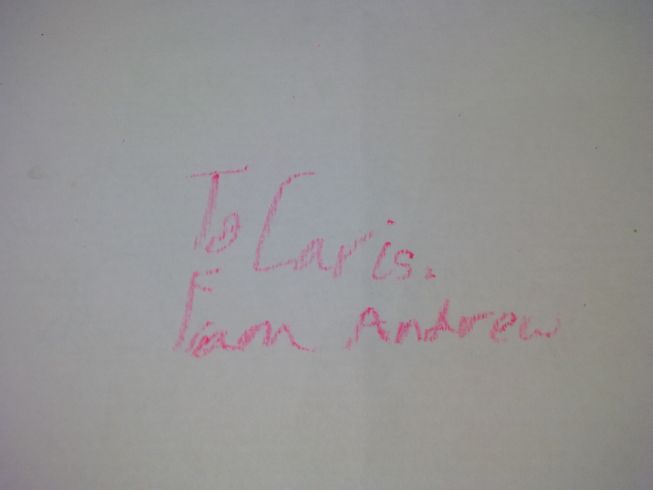 To Caris.
From Andrew